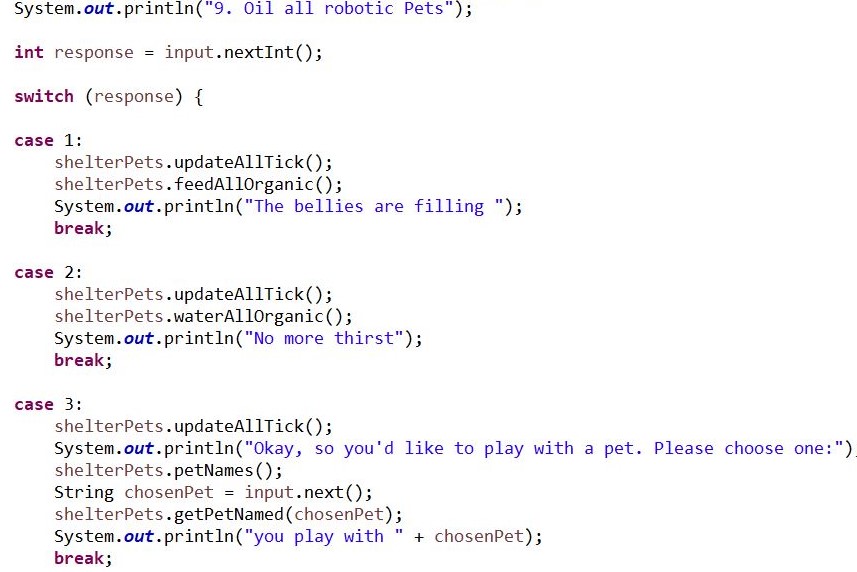 System.out.println("9. Oil all robotic Pets");
int response = input.nextInt();
switch (response) {
case 1:
shelterPets.updateAllTick();
shelterPets.feedAllOrganic();
System.out.println("The bellies are filling ");
break;
case 2:
shelterPets.updateAllTick();
shelterPets.waterAllOrganic();
System.out.println("No more thirst");
break;
case 3:
shelterPets.updateAllTick();
System.out.println("Okay, so you'd like to play with a pet. Please choose one:")
shelterPets.petNames();
String chosenPet = input.next();
shelterPets.getPetNamed(chosenPet);
System.out.println("you play with " + chosenPet);
break;